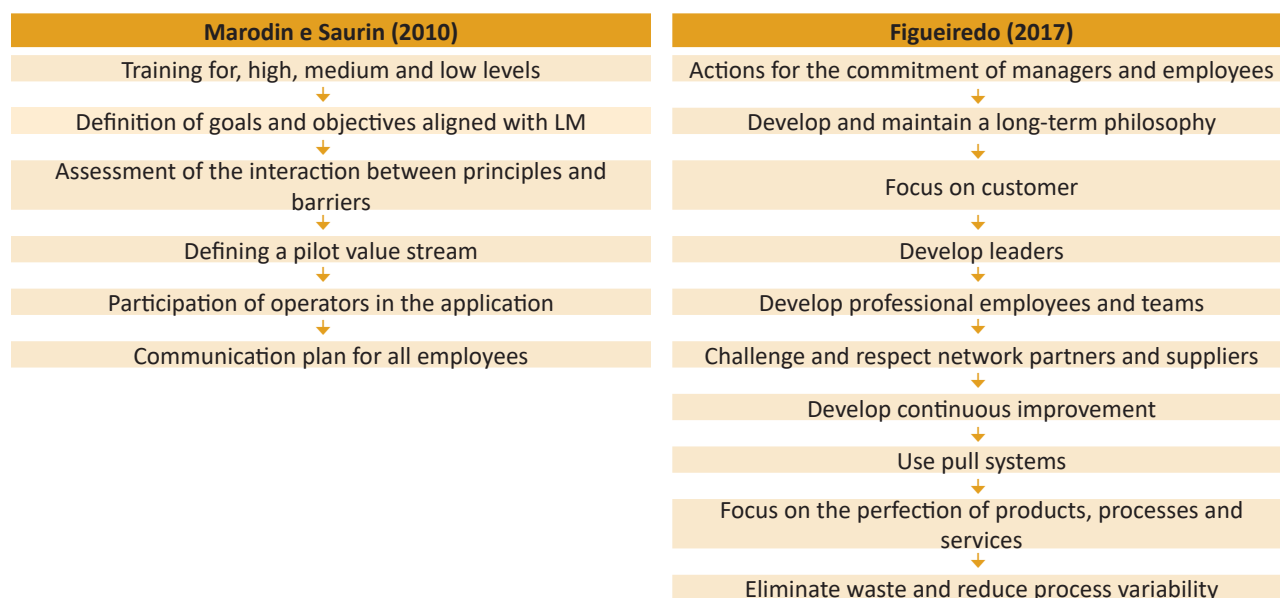 Marodin e Saurin (2010)
Training for, high, medium and low levels
Definition of goals and objectives aligned with LM
Assessment of the interaction between principles and
barriers
Defining a pilot value stream
Participation of operators in the application
Communication plan for all employees
Figueiredo (2017)
Actions for the commitment of managers and employees
Develop and maintain a long-term philosophy
Focus on customer
Develop leaders
Develop professional employees and teams
Challenge and respect network partners and suppliers
Develop continuous improvement
Use pull systems
Focus on the perfection of products, processes and
services
Eliminate waste and reduce process variability